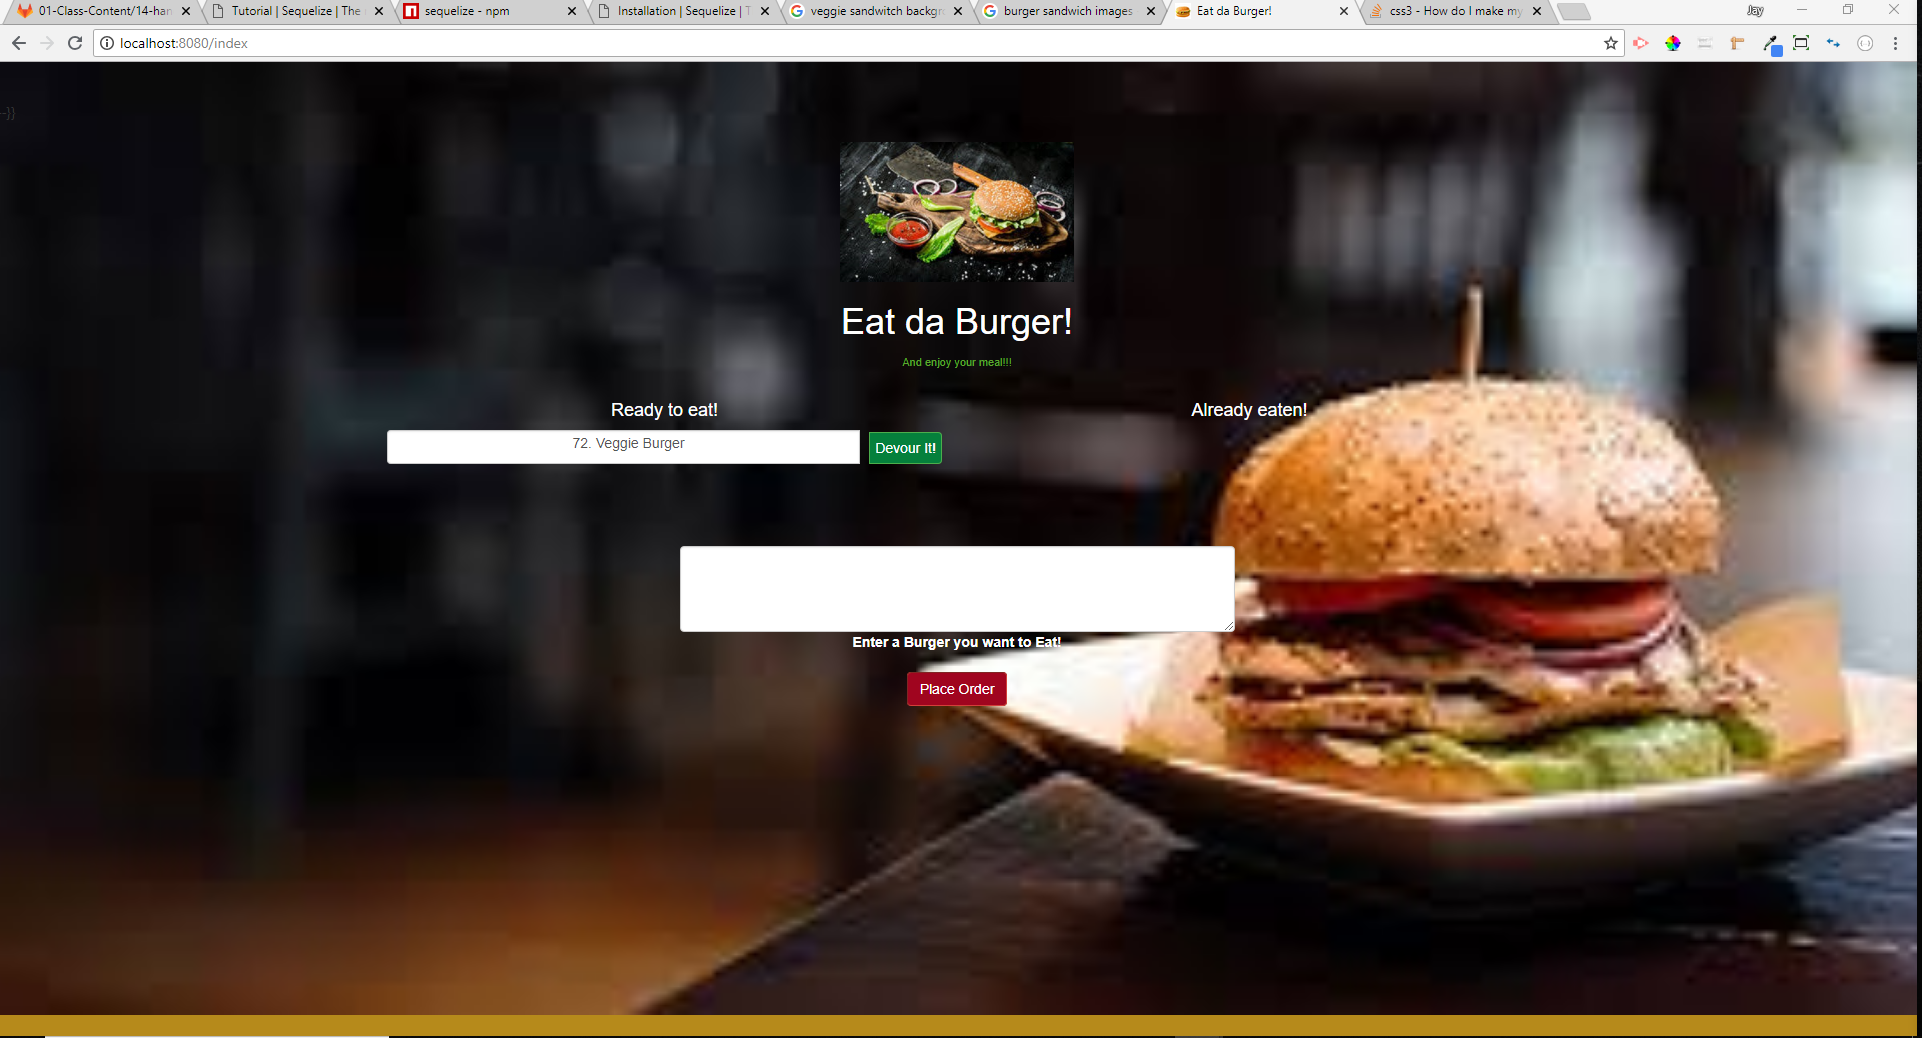 01-Class-Content/14-han
Tutorial | Sequelize | The
sequelize - npm
Installation | Sequelize | T
veggie sandwitch backgr
burger sandwich images
Eat da Burger!
css3 - How do I make my
Jay
localhost:8080/index
--}}
Eat da Burger!
And enjoy your meal!!!
Ready to eat!
Already eaten!
72. Veggie Burger
Devour It!
Enter a Burger you want to Eat!
Place Order